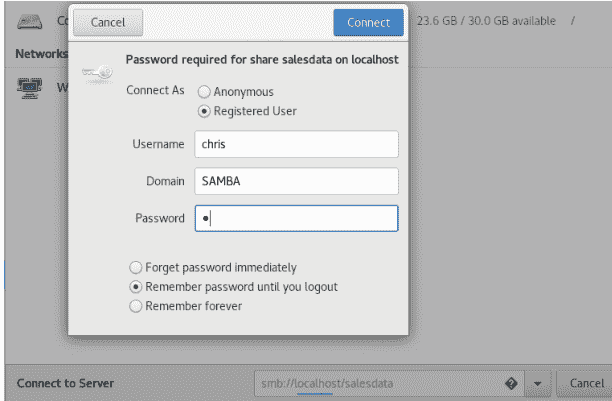 Cancel
Connect
23.6 GB / 30.0 GB available /
Networks
Password required for share salesdata on localhost
Connect As
Anonymous
Registered User
Username chris
Domain SAMBA
Password
Forget password immediately
Remember password until you logout
Remember forever
Connect to Server smb://localhost/salesdata Cancel